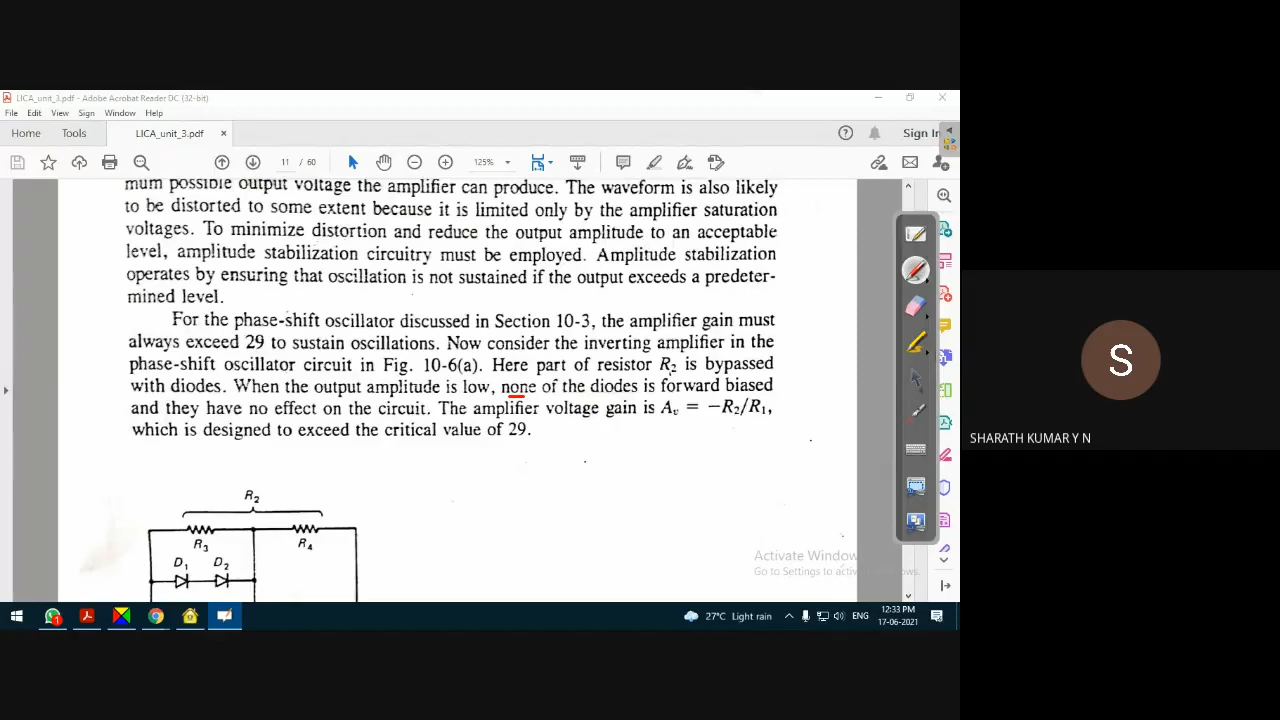 LICA_unit_3.pdf - Adobe Acrobat Reader DC (32-bit)
File Edit View Sign Window Help
Home Tools LICA_unit_3.pdf × Sign In
11 / 60 125%
mum possible output voltage the amplifier can produce. The waveform is also likely
to be distorted to some extent because it is limited only by the amplifier saturation
voltages. To minimize distortion and reduce the output amplitude to an acceptable
level, amplitude stabilization circuitry must be employed. Amplitude stabilization
operates by ensuring that oscillation is not sustained if the output exceeds a predeter-
mined level.
For the phase-shift oscillator discussed in Section 10-3, the amplifier gain must
always exceed 29 to sustain oscillations. Now consider the inverting amplifier in the
phase-shift oscillator circuit in Fig. 10-6(a). Here part of resistor R₂ is bypassed
with diodes. When the output amplitude is low, none of the diodes is forward biased
and they have no effect on the circuit. The amplifier voltage gain is Aᵥ = −R₂/R₁,
which is designed to exceed the critical value of 29.
R₂
R₃ R₄
D₁ D₂
Activate Window
Go to Settings to activ
S
SHARATH KUMAR Y N
27°C Light rain ENG 12:33 PM
17-06-2021